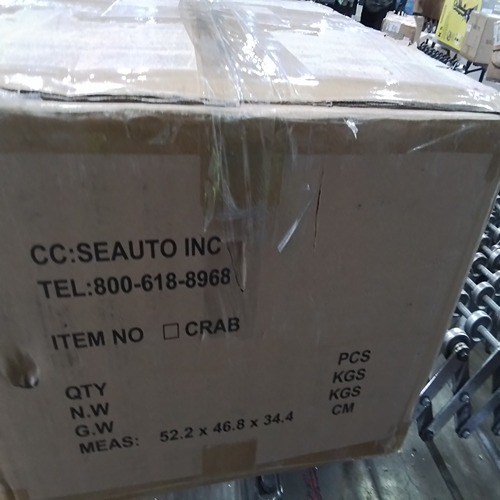 CC:SEAUTO INC
TEL:800-618-8968
ITEM NO □ CRAB
QTY PCS
N.W KGS
G.W KGS
MEAS: 52.2 x 46.8 x 34.4 CM